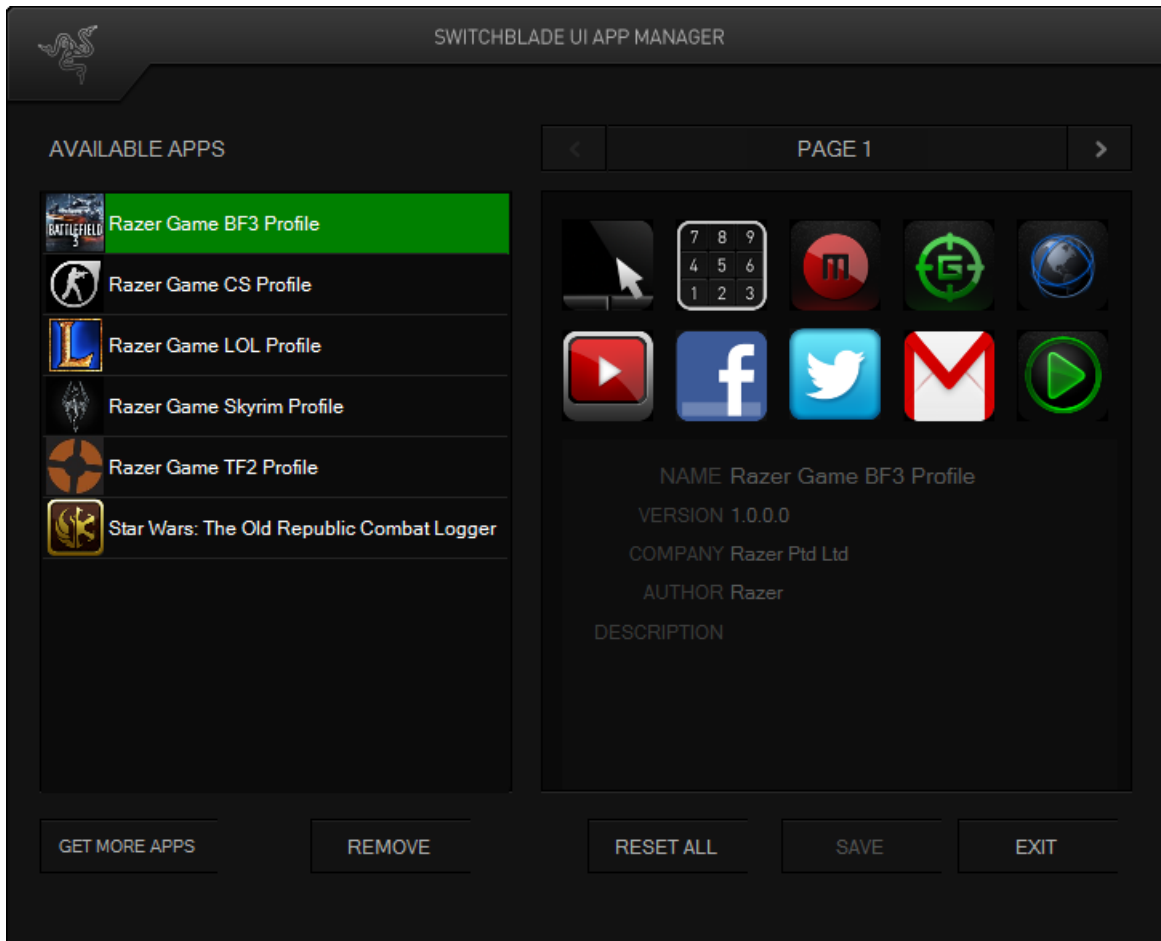 SWITCHBLADE UI APP MANAGER
AVAILABLE APPS
PAGE 1
BATTLEFIELD
3
Razer Game BF3 Profile
Razer Game CS Profile
L
Razer Game LOL Profile
Razer Game Skyrim Profile
Razer Game TF2 Profile
Star Wars: The Old Republic Combat Logger
7 8 9
4 5 6
1 2 3
m
G
f
M
NAME Razer Game BF3 Profile
VERSION 1.0.0.0
COMPANY Razer Ptd Ltd
AUTHOR Razer
DESCRIPTION
GET MORE APPS
REMOVE
RESET ALL
SAVE
EXIT